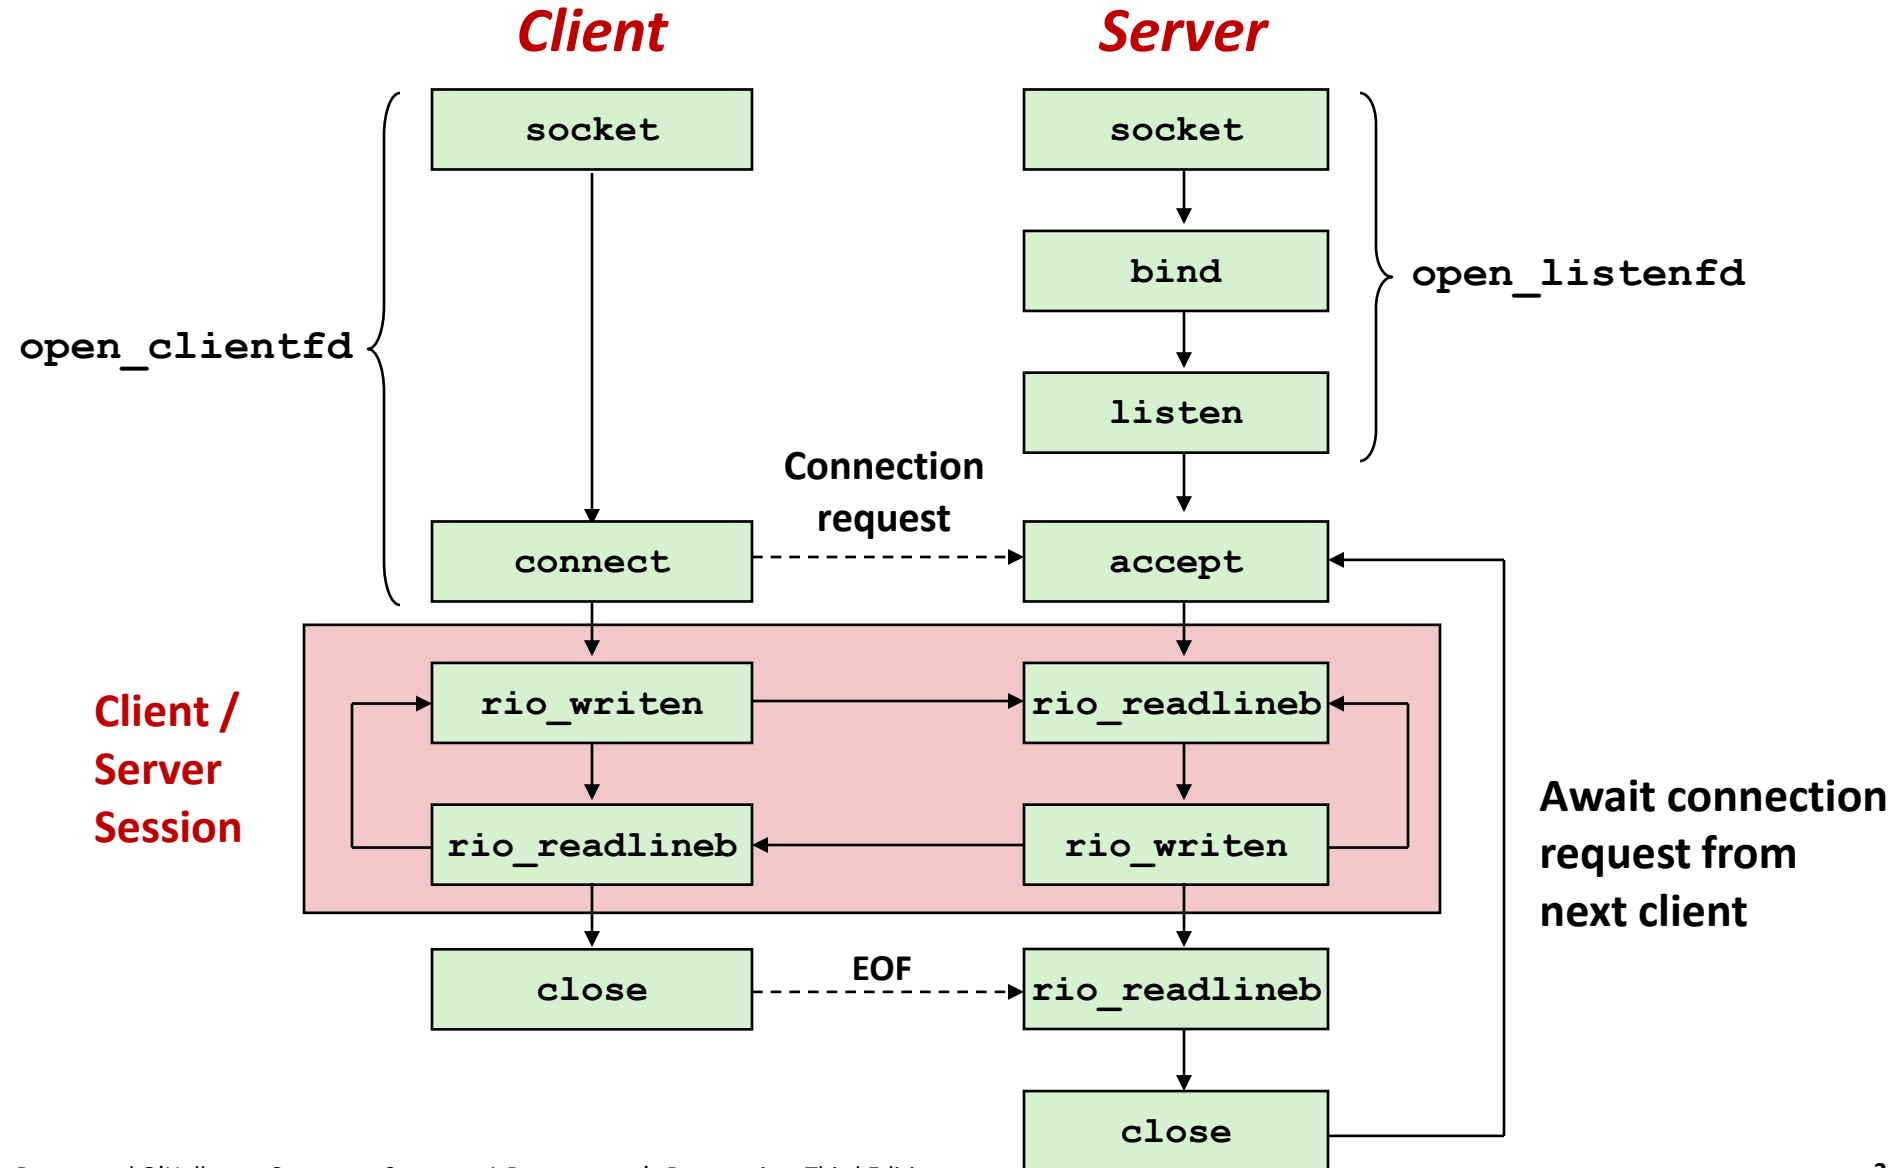 Client
Server
socket
socket
bind
open_listenfd
open_clientfd
listen
Connection
request
connect
accept
Client /
Server
Session
rio_writen
rio_readlineb
rio_readlineb
rio_writen
Await connection
request from
next client
close
EOF
rio_readlineb
close